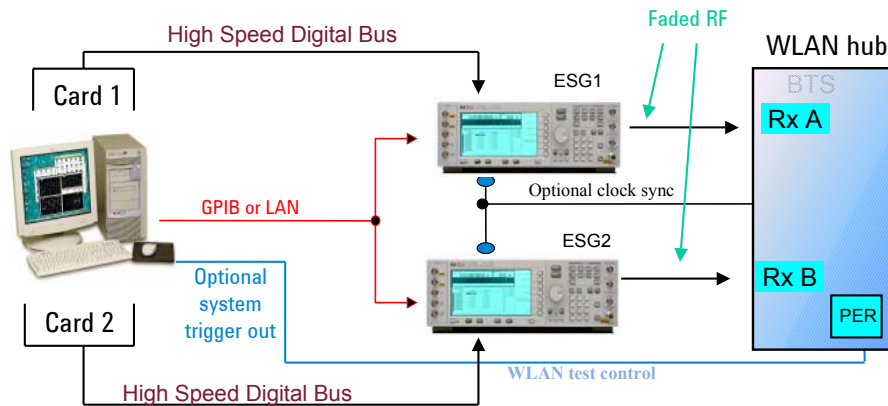 High Speed Digital Bus
Faded RF
WLAN hub
Card 1
ESG1
BTS
Rx A
GPIB or LAN
Optional clock sync
ESG2
Optional
system
trigger out
Rx B
Card 2
PER
WLAN test control
High Speed Digital Bus